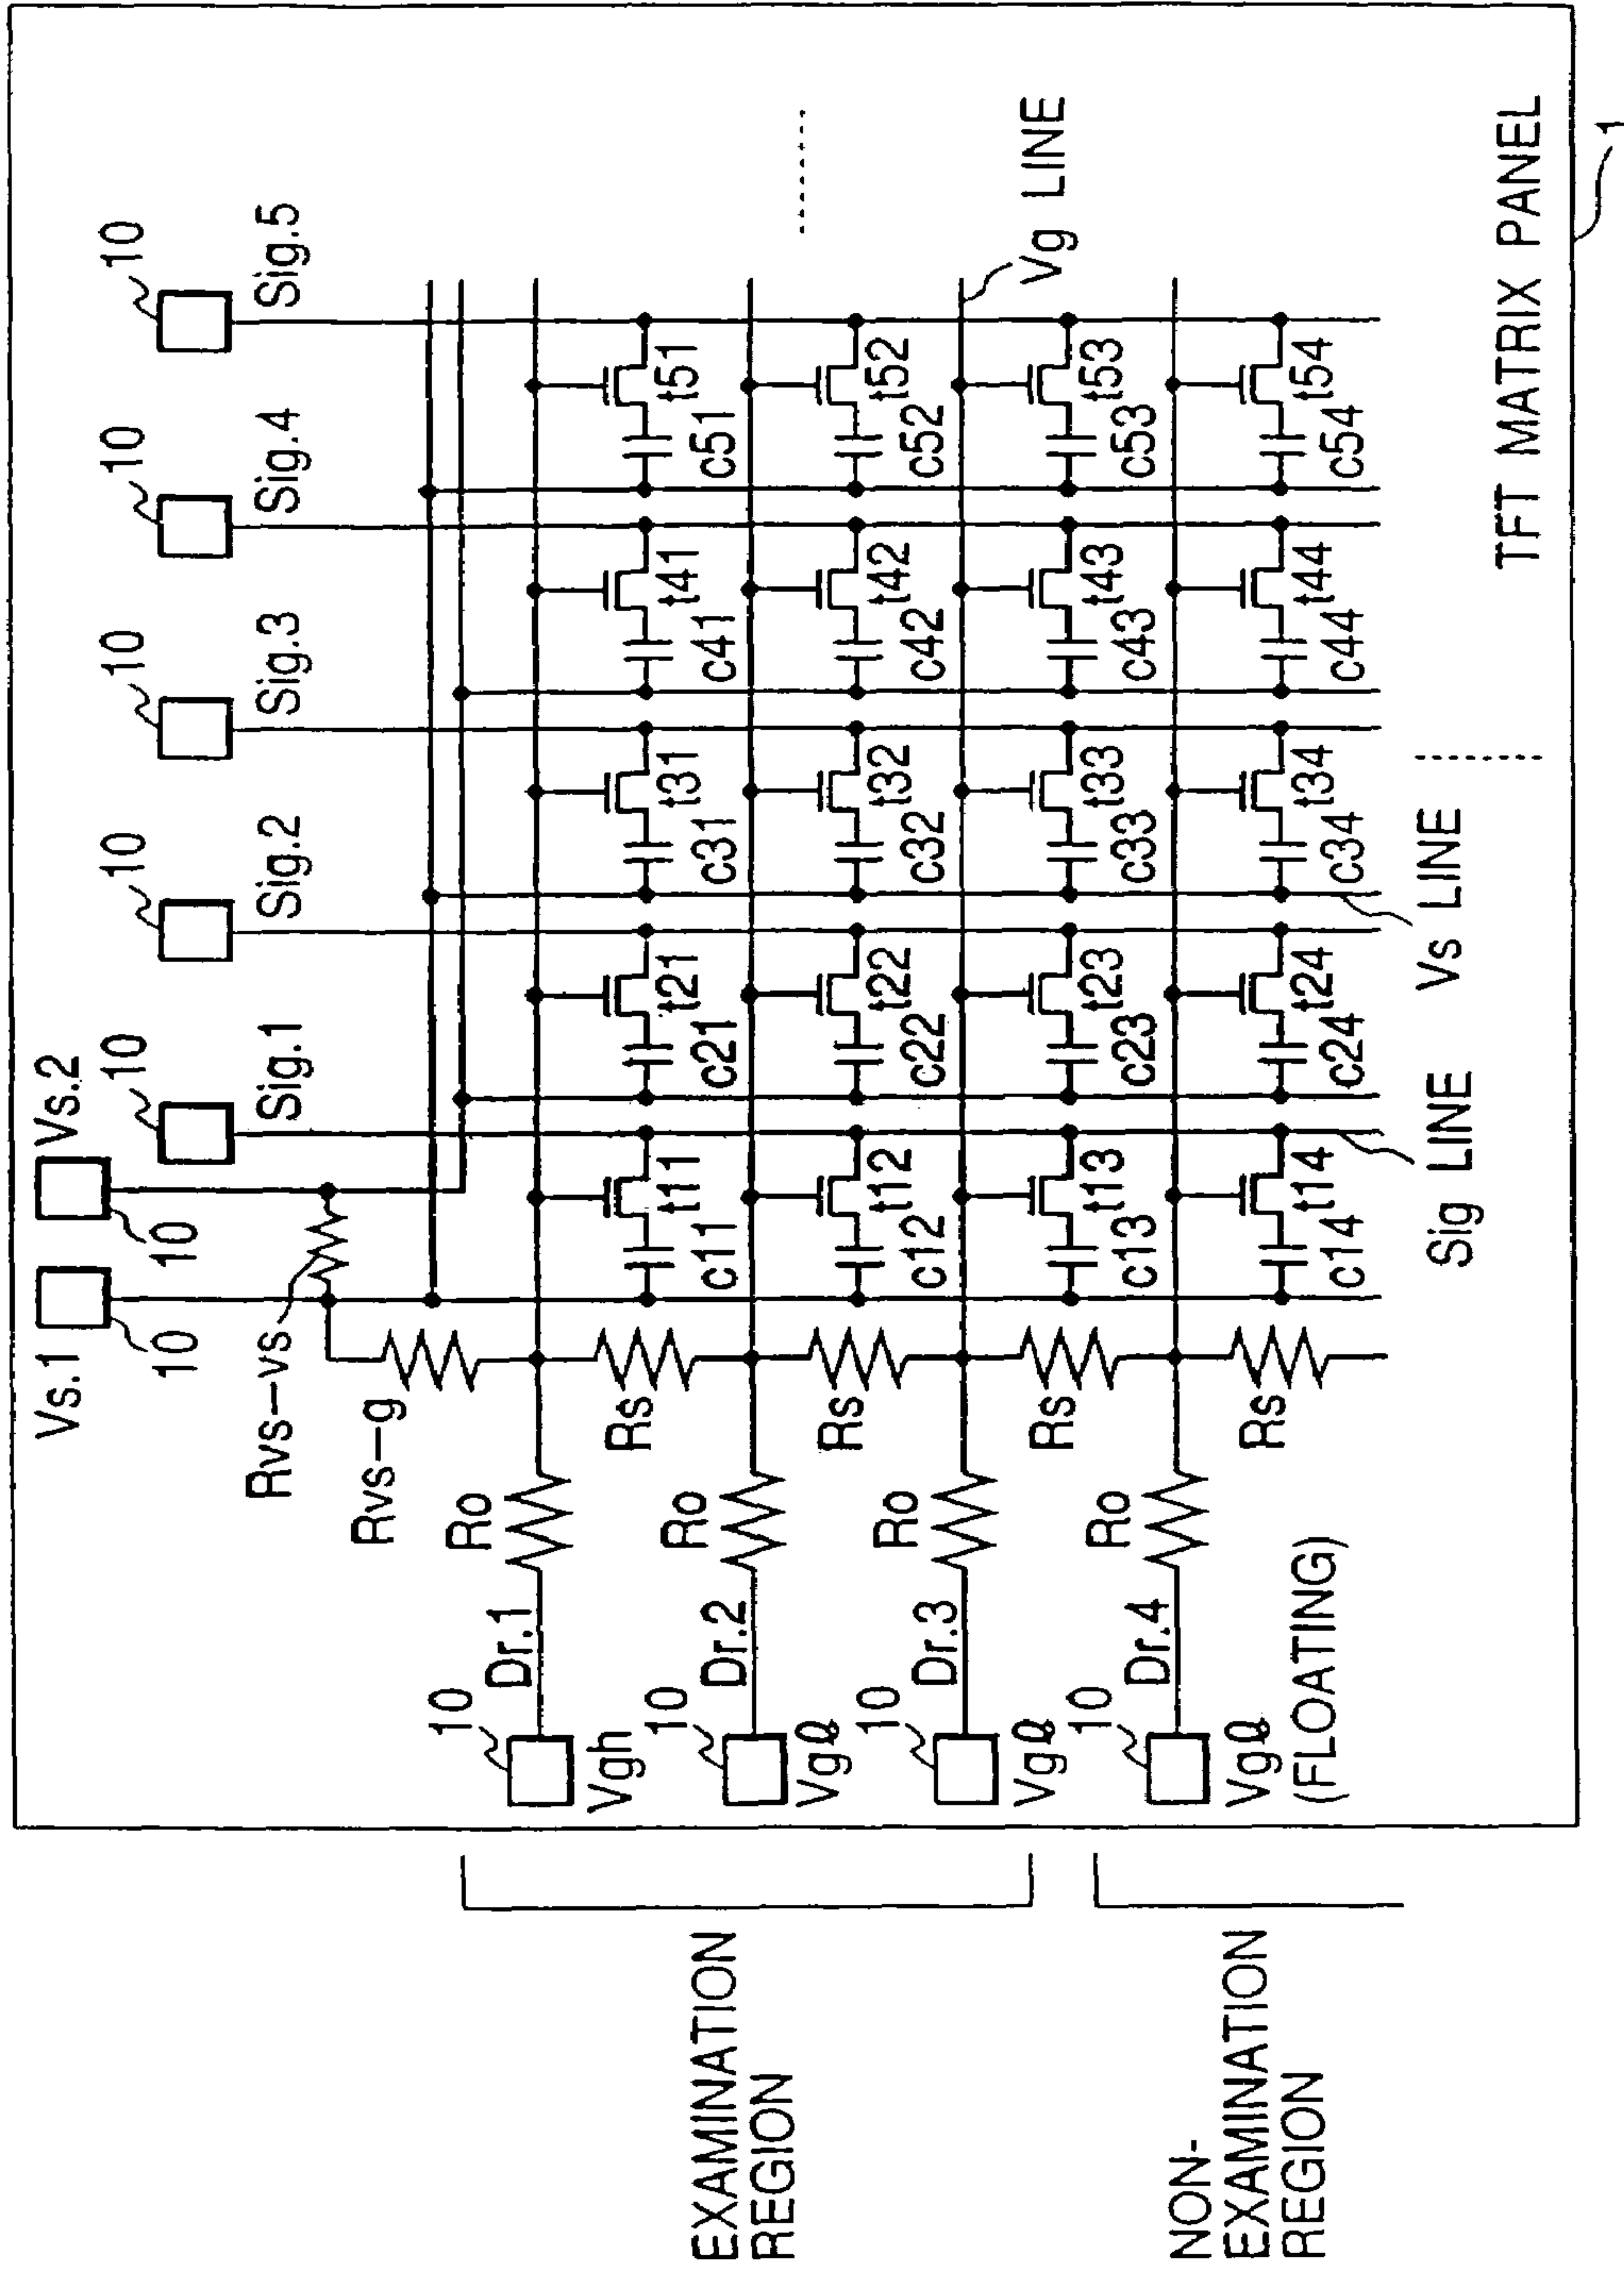 Vs.1
Vs.2
10
10
10
10
10
10
10
Sig.1
Sig.2
Sig.3
Sig.4
Sig.5
Rvs-vs
Rvs-g
10
Dr.1
Ro
Vgh
Rs
c11
t11
c21
t21
c31
t31
c41
t41
c51
t51
10
Dr.2
Ro
Vgℓ
Rs
c12
t12
c22
t22
c32
t32
c42
t42
c52
t52
10
Dr.3
Ro
Vgℓ
Rs
c13
t13
c23
t23
c33
t33
c43
t43
c53
t53
Vg LINE
10
Dr.4
Ro
Vgℓ
(FLOATING)
Rs
c14
t14
c24
t24
c34
t34
c44
t44
c54
t54
Sig LINE
Vs LINE
TFT MATRIX PANEL
1
EXAMINATION
REGION
NON-
EXAMINATION
REGION